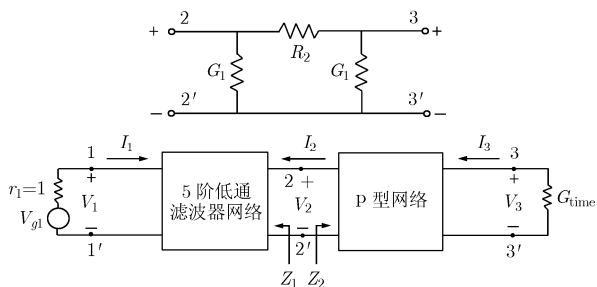 2
3
+
R₂
+
G₁
G₁
−
2′
3′
−
1
I₁
I₂
I₃
3
r₁=1
+
V₁
5 阶低通
滤波器网络
2 +
V₂
p 型网络
+
V₃
G_time
V_g1
−
1′
−
2′
−
3′
Z₁
Z₂